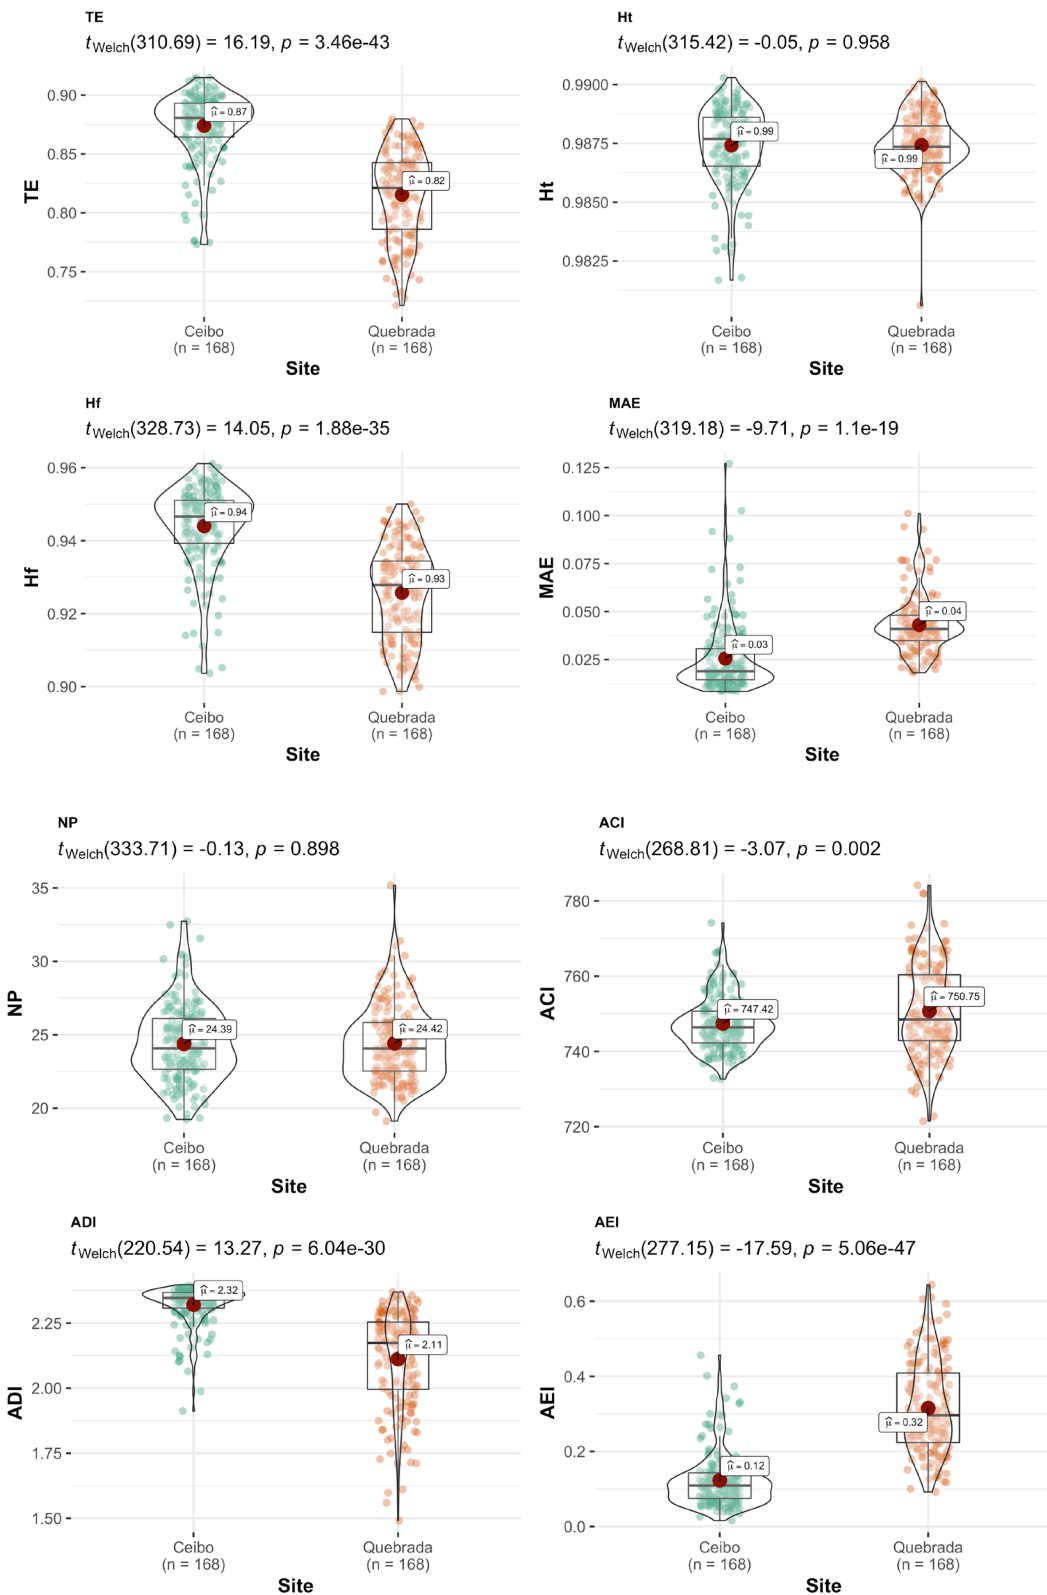 TE
tWelch(310.69) = 16.19, p = 3.46e-43
TE
0.90
0.85
0.80
0.75
μ̂ = 0.87
μ̂ = 0.82
Ceibo
(n = 168)
Quebrada
(n = 168)
Site
Ht
tWelch(315.42) = -0.05, p = 0.958
Ht
0.9900
0.9875
0.9850
0.9825
μ̂ = 0.99
μ̂ = 0.99
Ceibo
(n = 168)
Quebrada
(n = 168)
Site
Hf
tWelch(328.73) = 14.05, p = 1.88e-35
Hf
0.96
0.94
0.92
0.90
μ̂ = 0.94
μ̂ = 0.93
Ceibo
(n = 168)
Quebrada
(n = 168)
Site
MAE
tWelch(319.18) = -9.71, p = 1.1e-19
MAE
0.125
0.100
0.075
0.050
0.025
μ̂ = 0.03
μ̂ = 0.04
Ceibo
(n = 168)
Quebrada
(n = 168)
Site
NP
tWelch(333.71) = -0.13, p = 0.898
NP
35
30
25
20
μ̂ = 24.39
μ̂ = 24.42
Ceibo
(n = 168)
Quebrada
(n = 168)
Site
ACI
tWelch(268.81) = -3.07, p = 0.002
ACI
780
760
740
720
μ̂ = 747.42
μ̂ = 750.75
Ceibo
(n = 168)
Quebrada
(n = 168)
Site
ADI
tWelch(220.54) = 13.27, p = 6.04e-30
ADI
2.25
2.00
1.75
1.50
μ̂ = 2.32
μ̂ = 2.11
Ceibo
(n = 168)
Quebrada
(n = 168)
Site
AEI
tWelch(277.15) = -17.59, p = 5.06e-47
AEI
0.6
0.4
0.2
0.0
μ̂ = 0.12
μ̂ = 0.32
Ceibo
(n = 168)
Quebrada
(n = 168)
Site